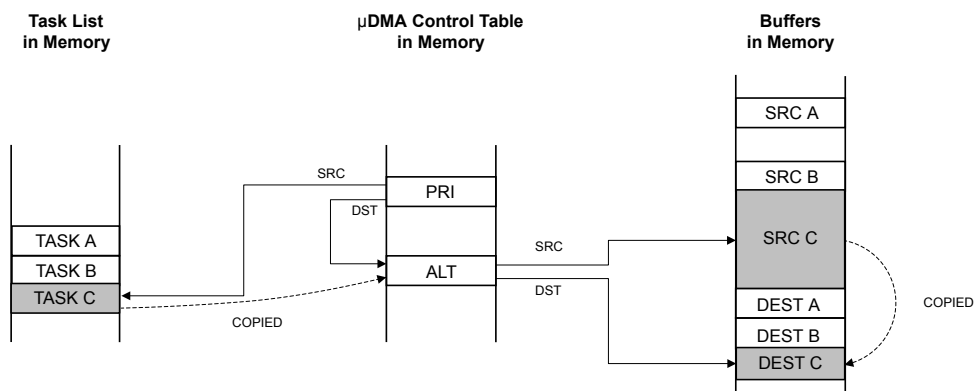 Task List
in Memory
µDMA Control Table
in Memory
Buffers
in Memory
SRC A
SRC B
SRC
PRI
DST
TASK A
TASK B
TASK C
SRC
ALT
DST
COPIED
SRC C
DEST A
COPIED
DEST B
DEST C